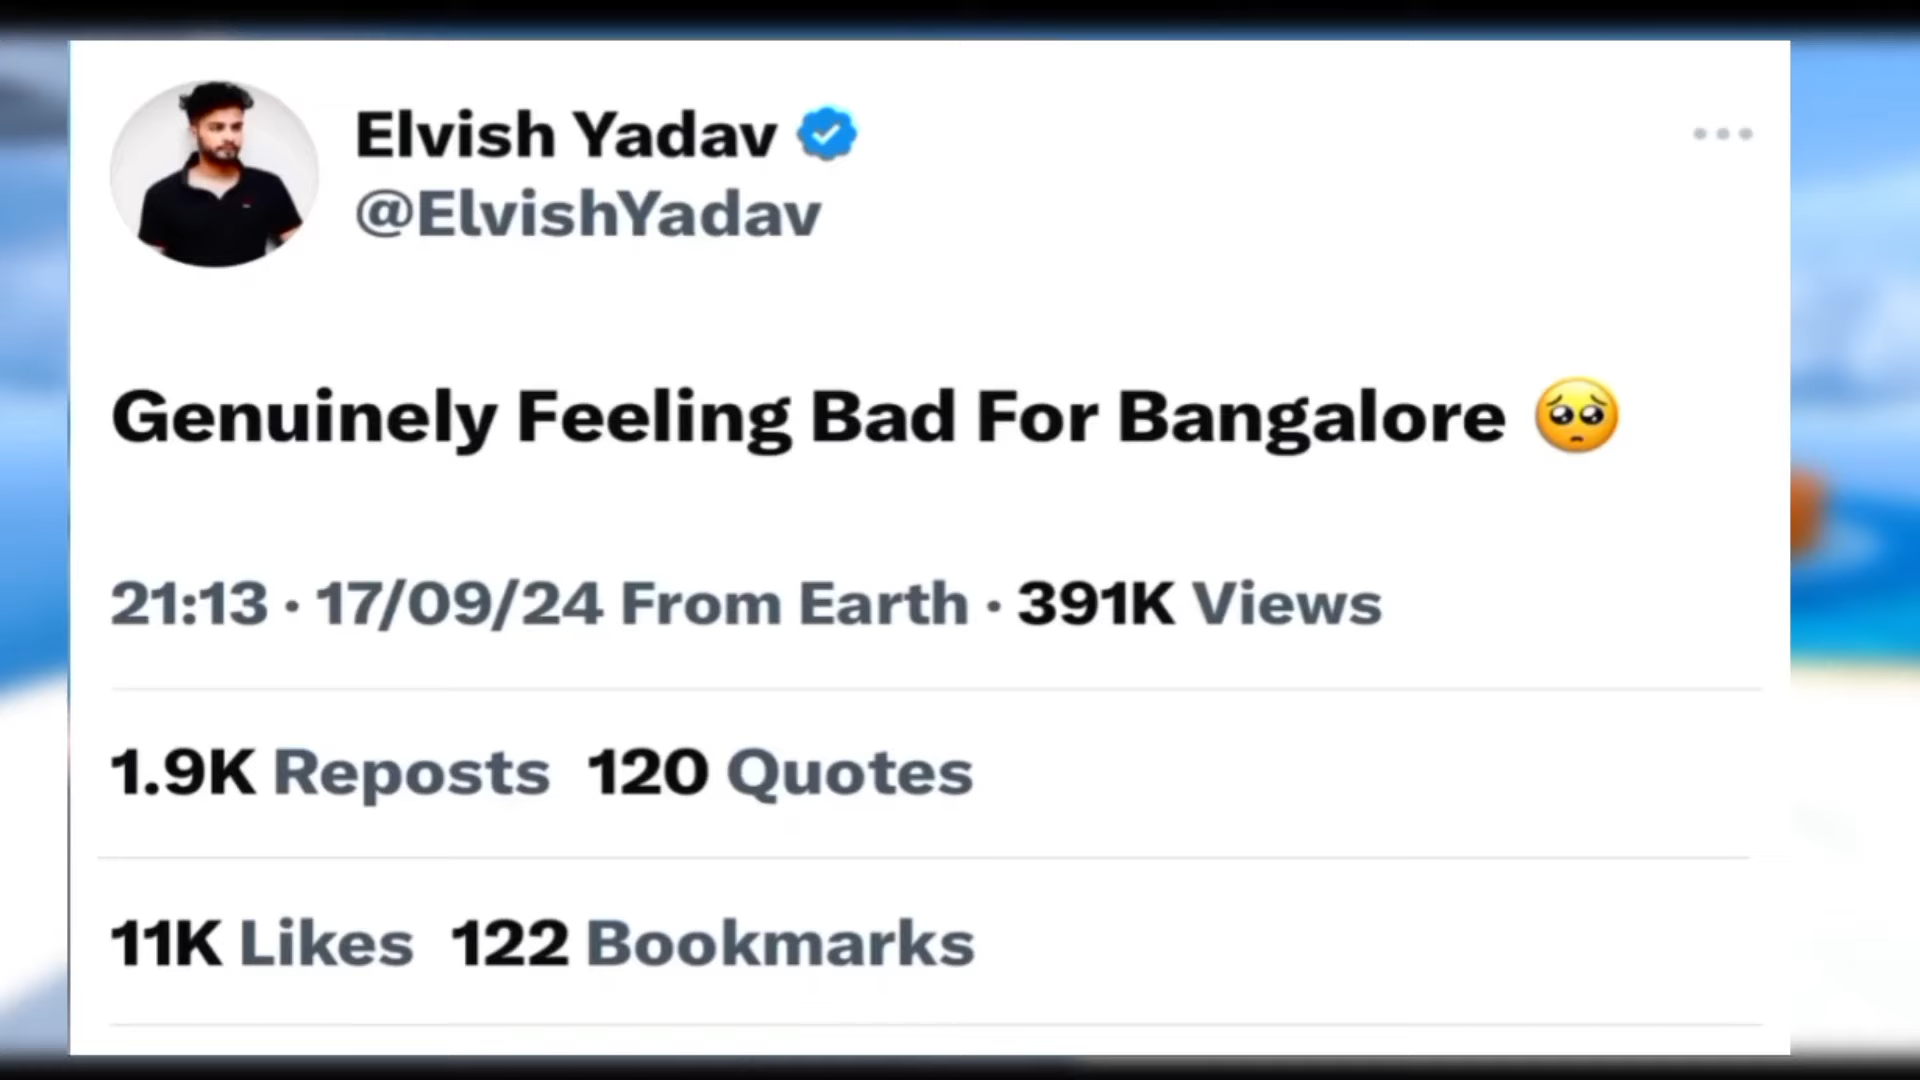 Elvish Yadav
@ElvishYadav
Genuinely Feeling Bad For Bangalore 🥺
21:13 · 17/09/24 From Earth · 391K Views
1.9K Reposts 120 Quotes
11K Likes 122 Bookmarks